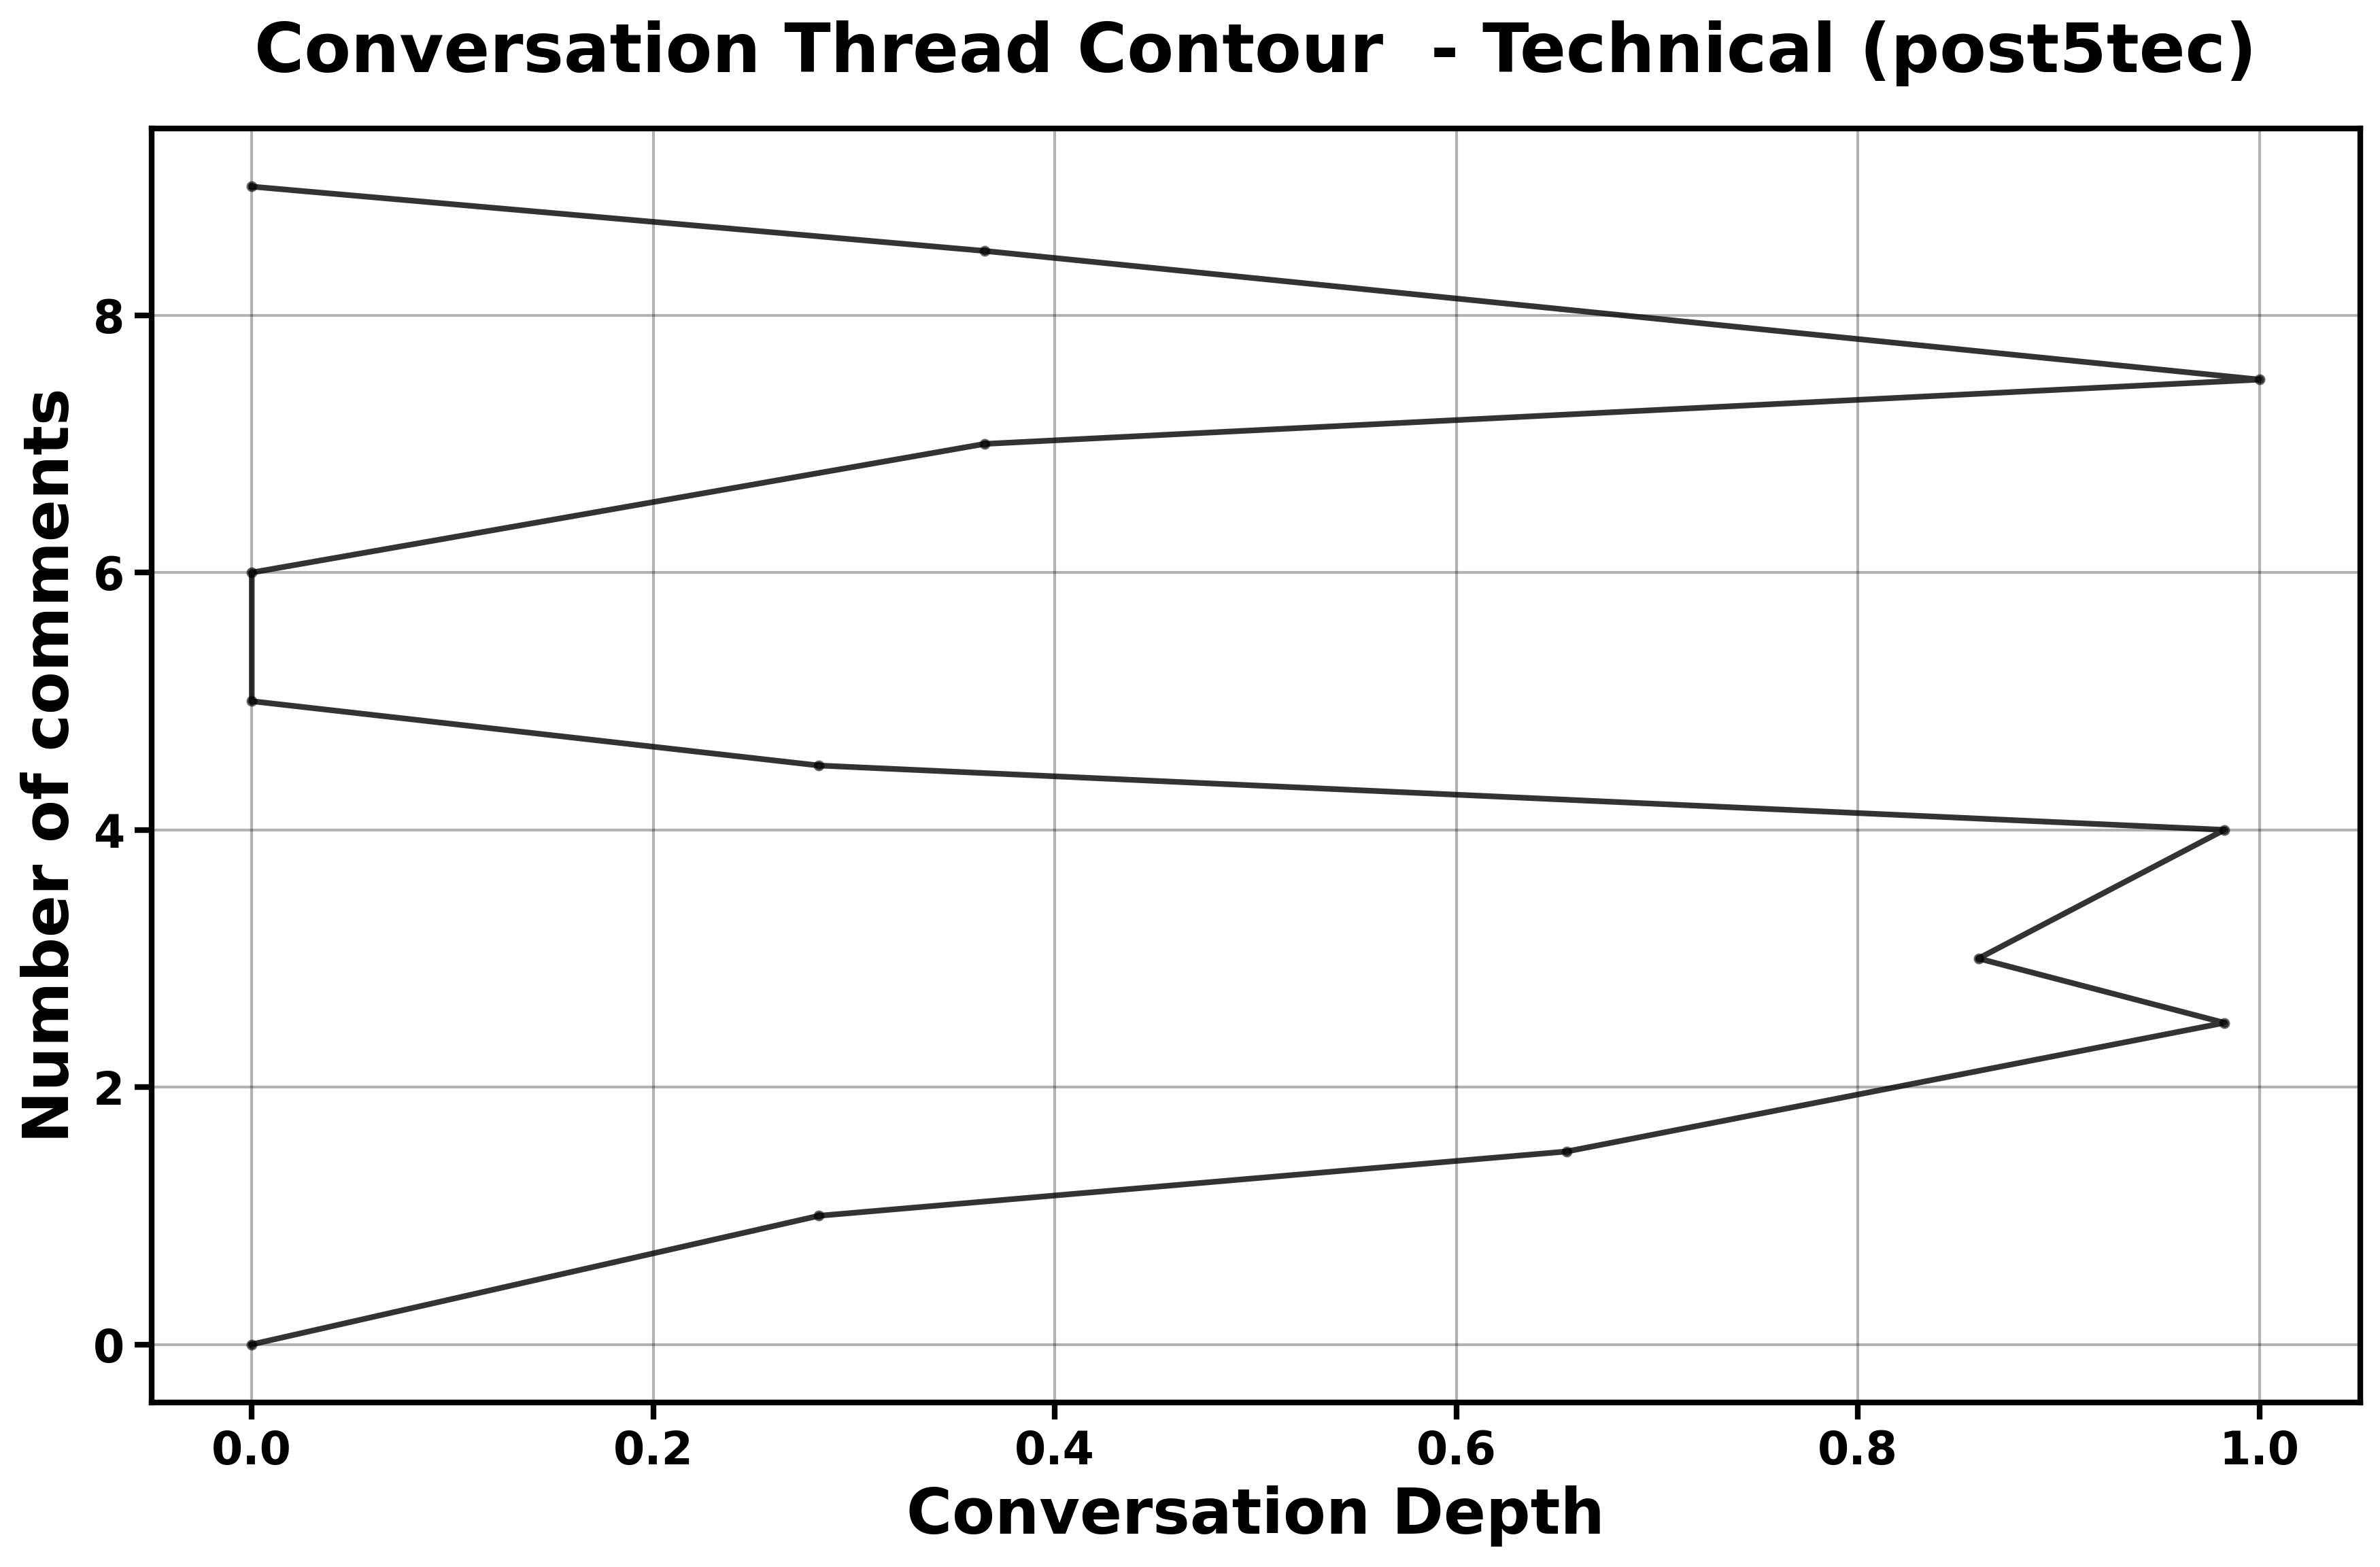 Conversation Thread Contour  - Technical (post5tec)
Number of comments
8
6
4
2
0
0.0 0.2 0.4 0.6 0.8 1.0
Conversation Depth